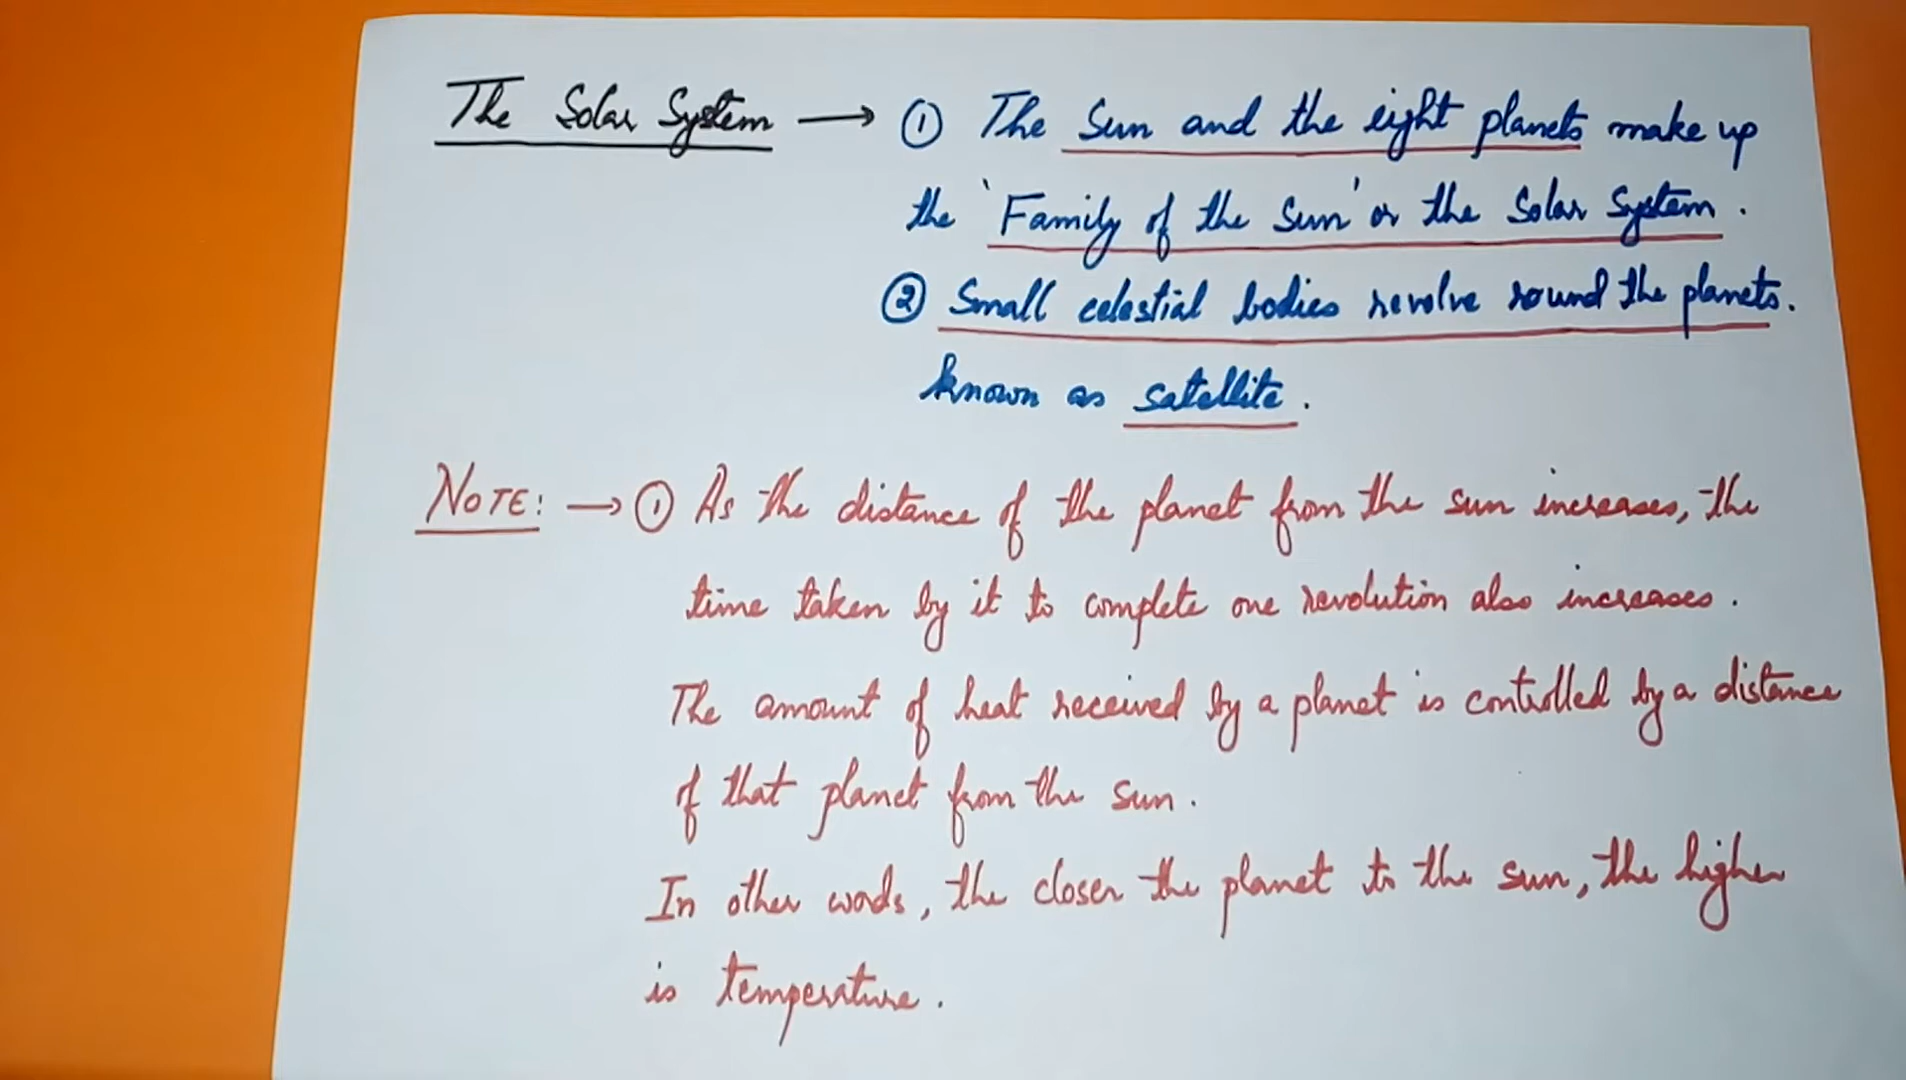 The Solar System → ① The Sun and the eight planets make up
the 'Family of the Sun' or the Solar System.
② Small celestial bodies revolve round the planets.
known as satellite.
NOTE: → ① As the distance of the planet from the sun increases, the
time taken by it to complete one revolution also increases.
The amount of heat received by a planet is controlled by a distance
of that planet from the sun.
In other words, the closer the planet to the sun, the higher
is temperature.